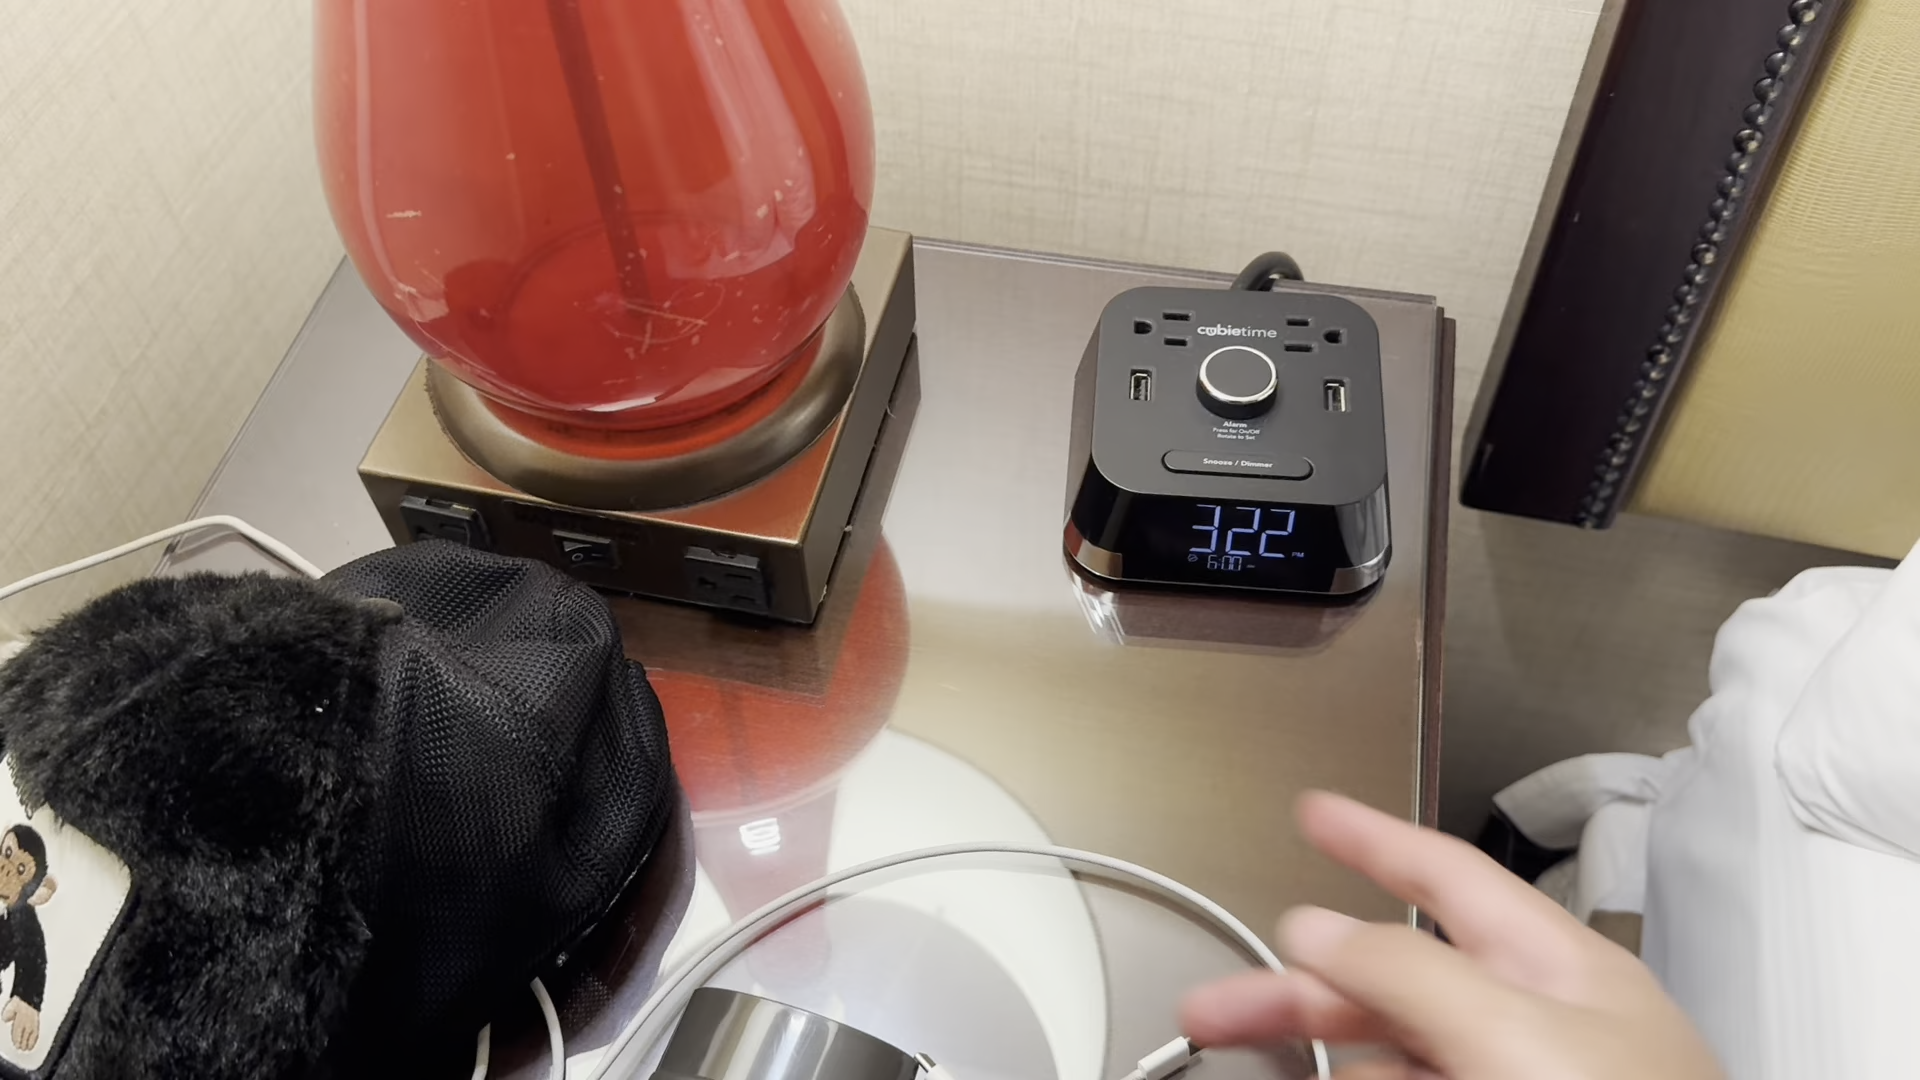 cubietime
Alarm
Press for On/Off
Rotate to Set
Snooze / Dimmer
3:22 PM
6:00